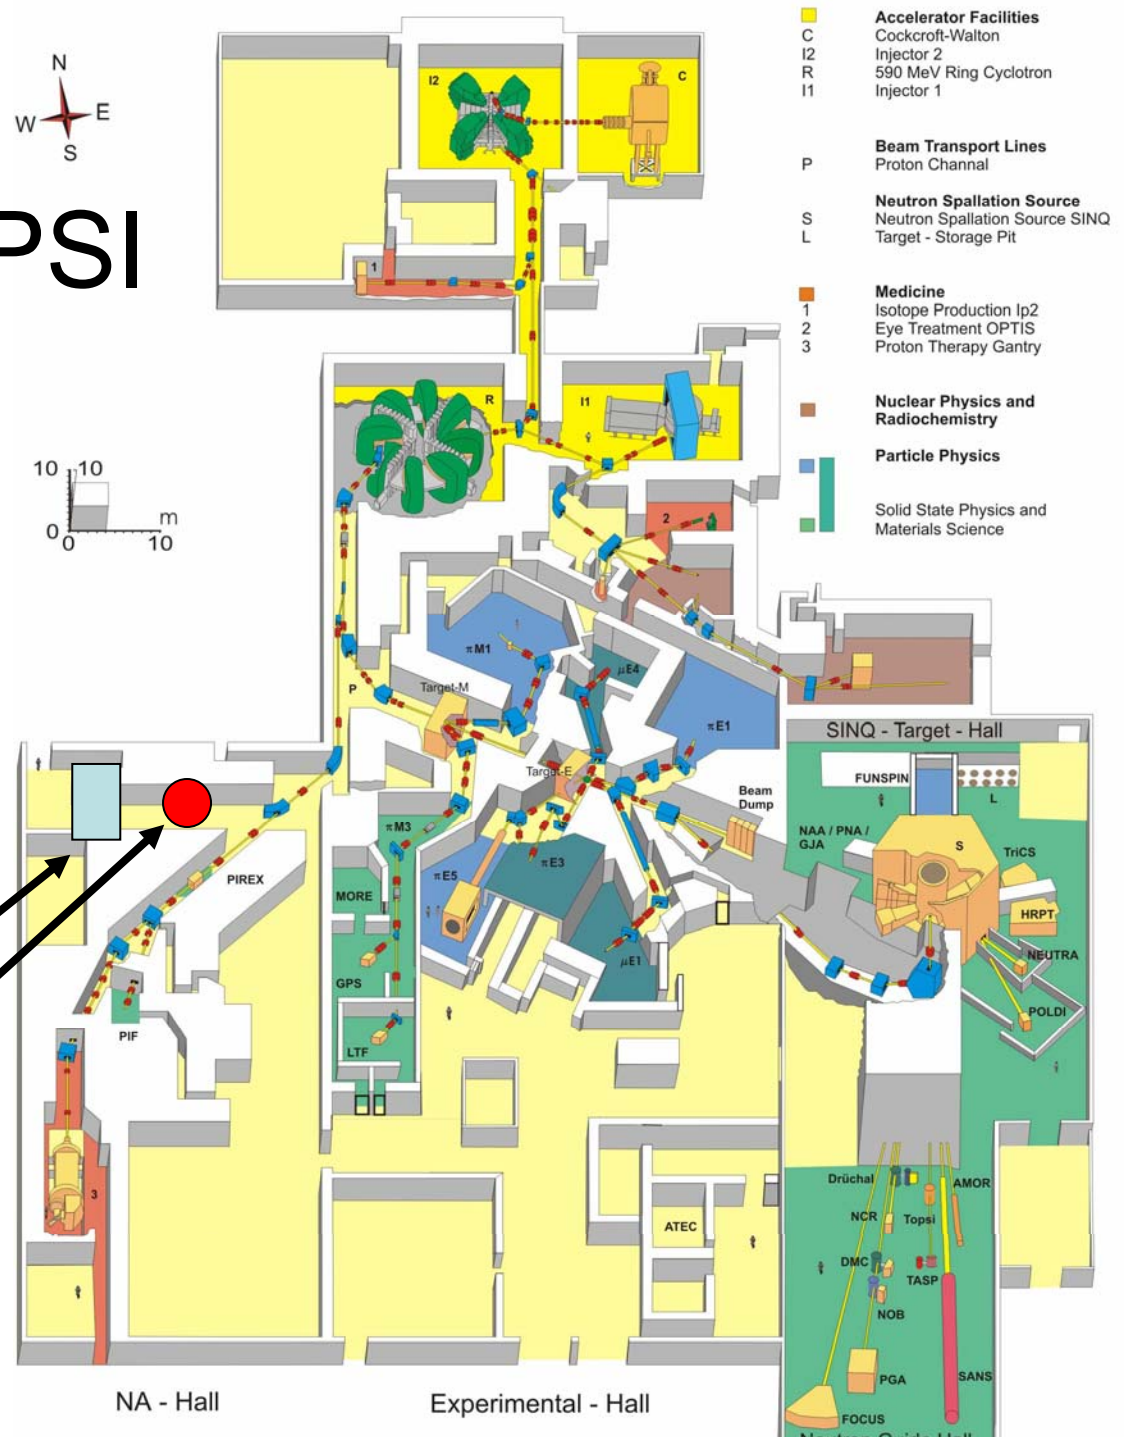 N
W E
S
PSI
Accelerator Facilities
C Cockcroft-Walton
I2 Injector 2
R 590 MeV Ring Cyclotron
I1 Injector 1
Beam Transport Lines
P Proton Channal
Neutron Spallation Source
S Neutron Spallation Source SINQ
L Target - Storage Pit
Medicine
1 Isotope Production Ip2
2 Eye Treatment OPTIS
3 Proton Therapy Gantry
Nuclear Physics and
Radiochemistry
Particle Physics
Solid State Physics and
Materials Science
10 10
m
0
0 10
I2
C
1
R
I1
2
πM1
μE4
P
Target-M
πE1
Target-E
SINQ - Target - Hall
FUNSPIN
L
Beam
Dump
NAA / PNA /
GJA
S
TriCS
πM3
πE3
πE5
PIREX
MORE
HRPT
NEUTRA
μE1
GPS
POLDI
PIF
LTF
3
Drüchal
AMOR
NCR
Topsi
ATEC
DMC
TASP
NOB
PGA
SANS
FOCUS
NA - Hall
Experimental - Hall
Neutron Guide Hall